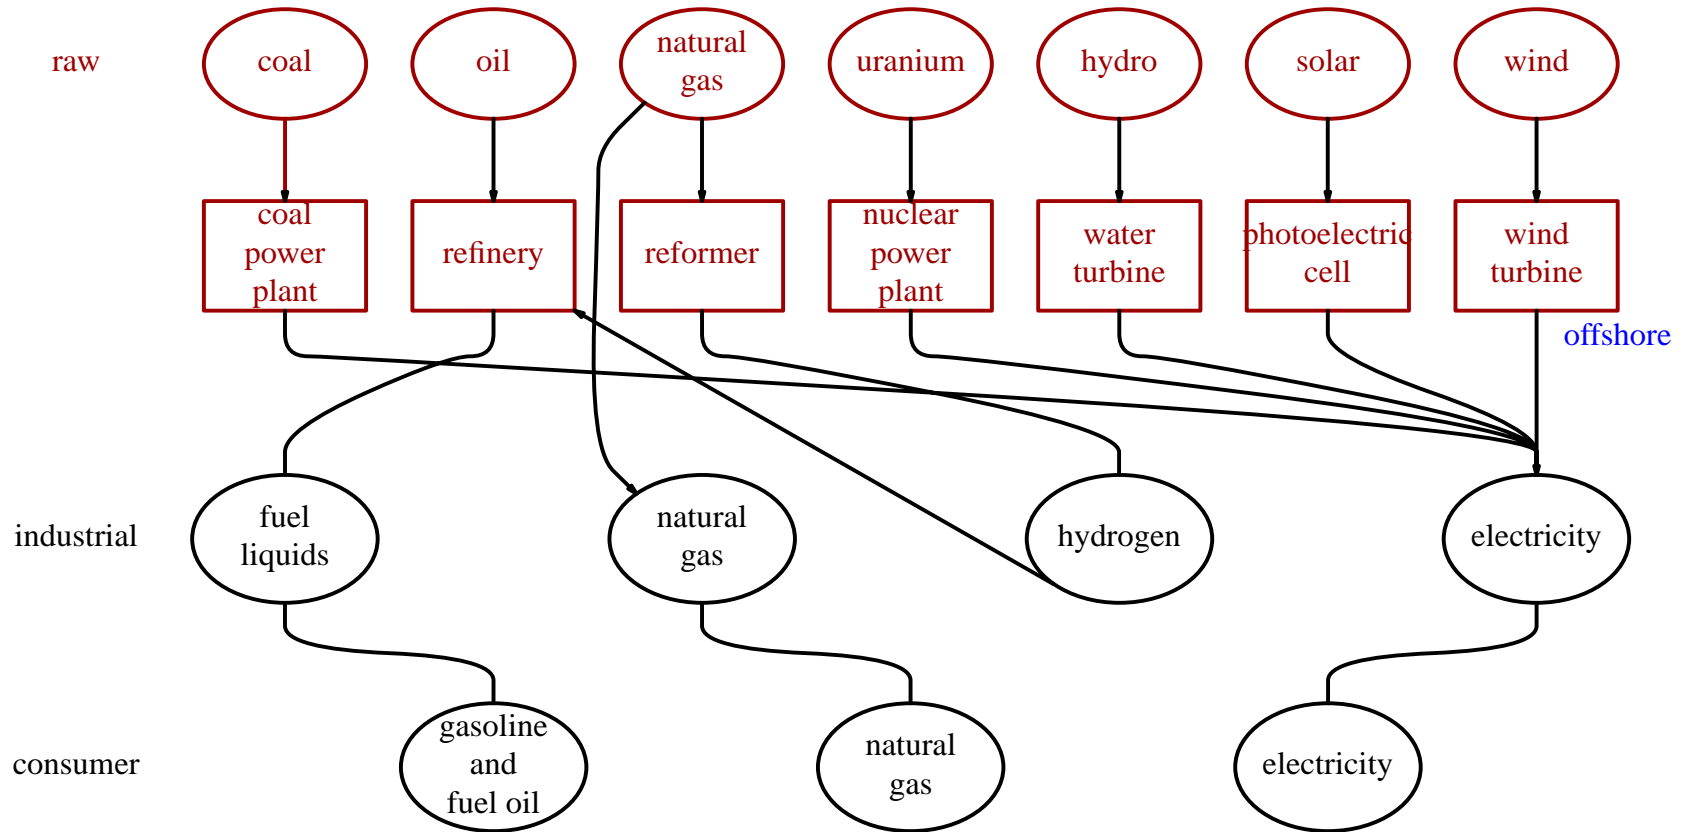 raw
coal
oil
natural
gas
uranium
hydro
solar
wind
coal
power
plant
refinery
reformer
nuclear
power
plant
water
turbine
photoelectric
cell
wind
turbine
offshore
industrial
fuel
liquids
natural
gas
hydrogen
electricity
consumer
gasoline
and
fuel oil
natural
gas
electricity